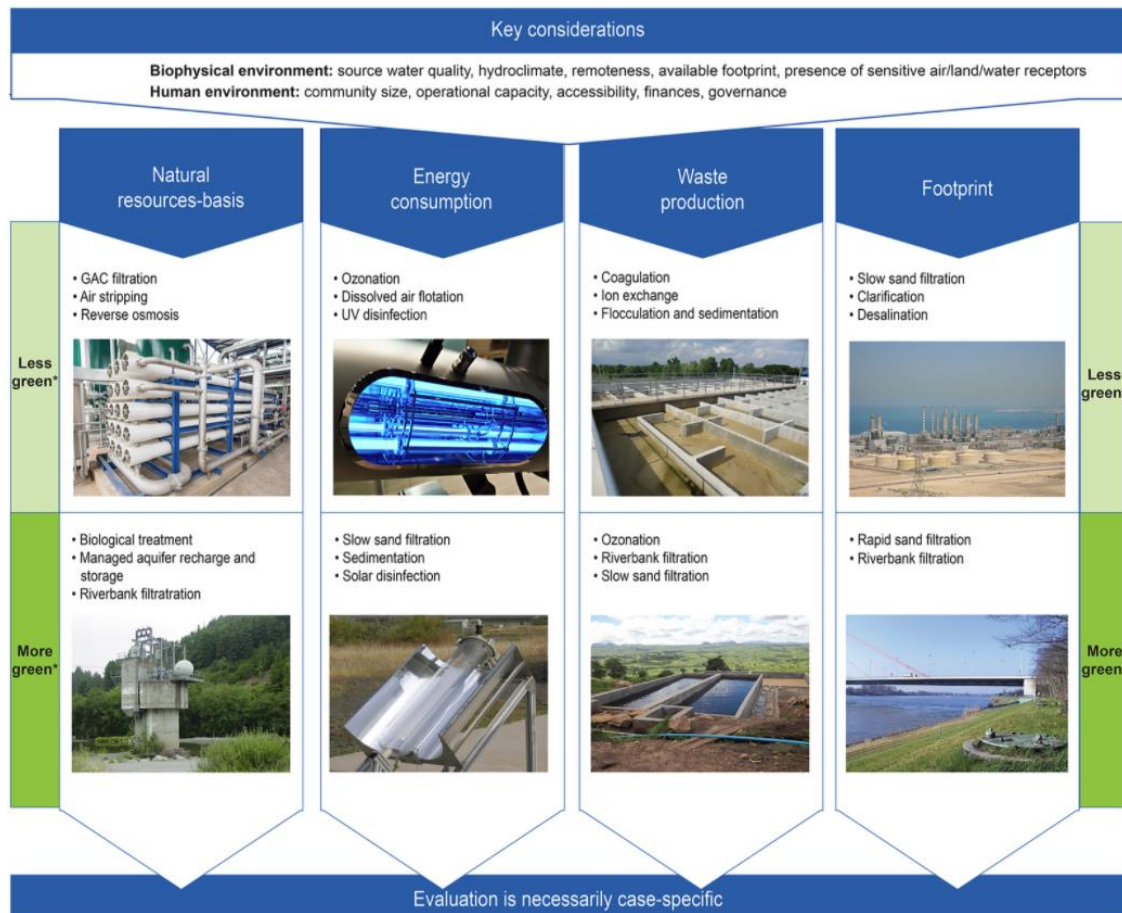 Key considerations
Biophysical environment: source water quality, hydroclimate, remoteness, available footprint, presence of sensitive air/land/water receptors
Human environment: community size, operational capacity, accessibility, finances, governance
Natural
resources-basis
Energy
consumption
Waste
production
Footprint
Less
green*
• GAC filtration
• Air stripping
• Reverse osmosis
• Ozonation
• Dissolved air flotation
• UV disinfection
• Coagulation
• Ion exchange
• Flocculation and sedimentation
• Slow sand filtration
• Clarification
• Desalination
Less
green
More
green*
• Biological treatment
• Managed aquifer recharge and
storage
• Riverbank filtratration
• Slow sand filtration
• Sedimentation
• Solar disinfection
• Ozonation
• Riverbank filtration
• Slow sand filtration
• Rapid sand filtration
• Riverbank filtration
More
green
Evaluation is necessarily case-specific